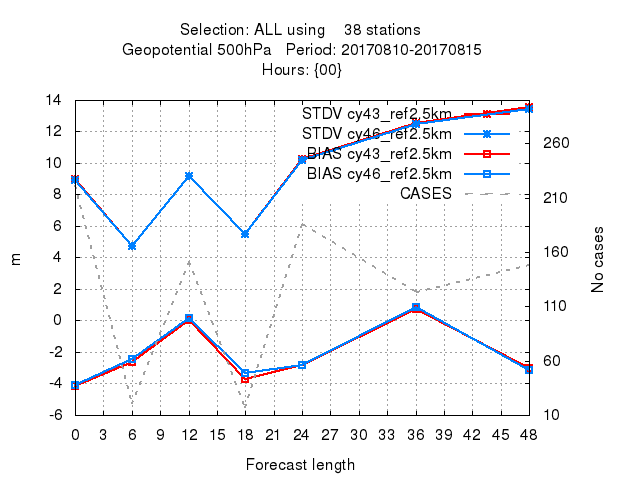 Selection: ALL using    38 stations
Geopotential 500hPa   Period: 20170810-20170815
Hours: {00}
STDV cy43_ref2.5km
STDV cy46_ref2.5km
BIAS cy43_ref2.5km
BIAS cy46_ref2.5km
CASES
14
12
10
8
6
4
2
0
-2
-4
-6
m
260
210
160
110
60
10
No cases
0 3 6 9 12 15 18 21 24 27 30 33 36 39 42 45 48
Forecast length